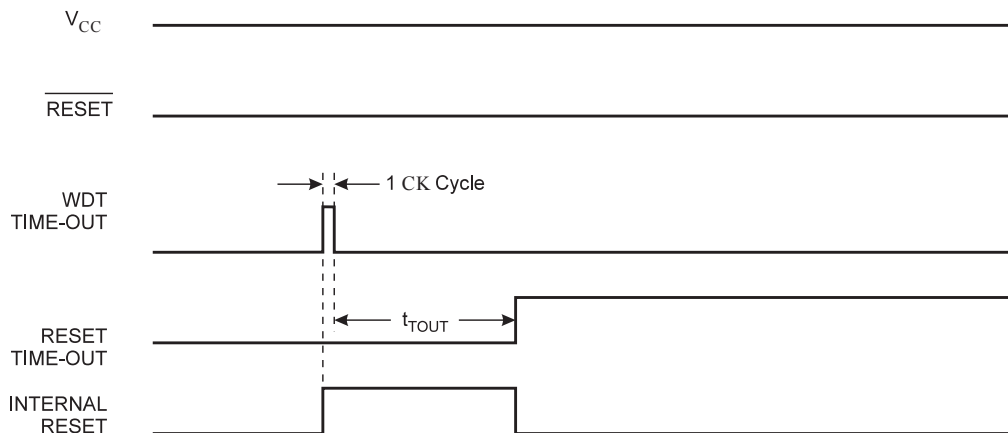 VCC
RESET
1 CK Cycle
WDT
TIME-OUT
tTOUT
RESET
TIME-OUT
INTERNAL
RESET